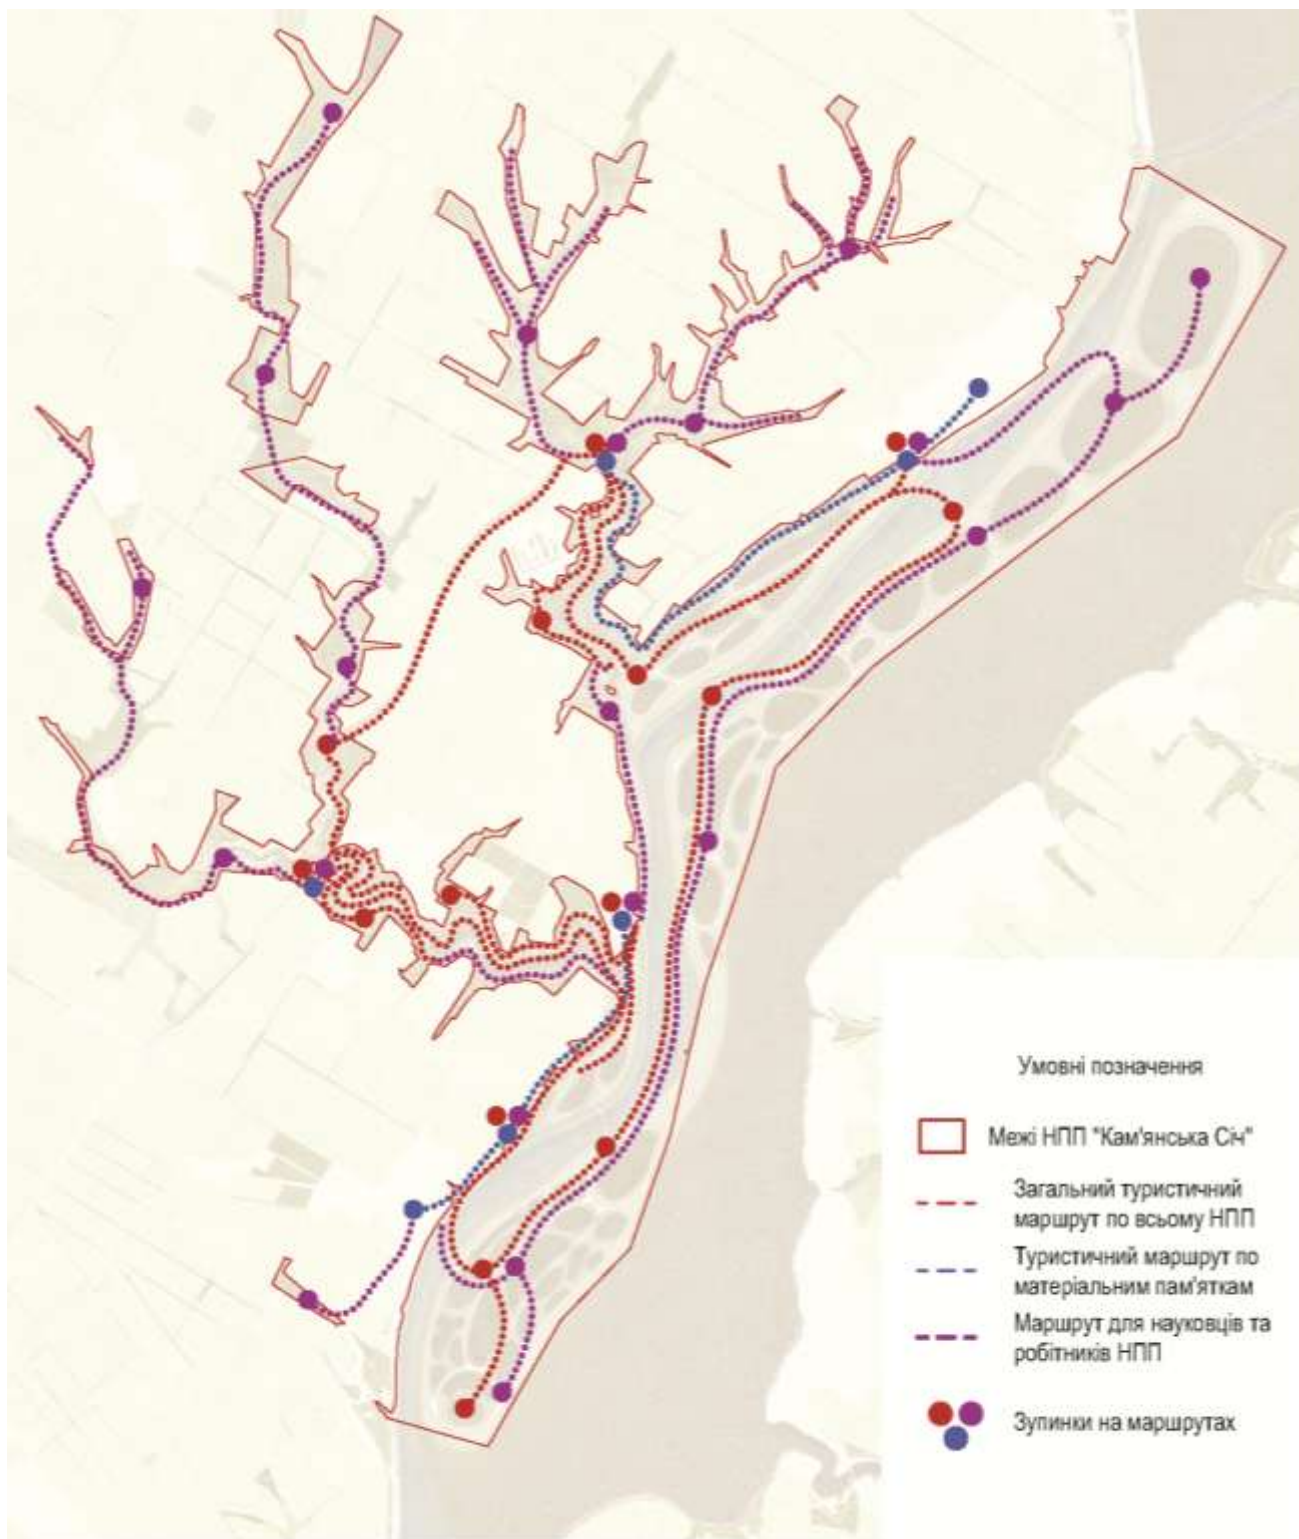 Умовні позначення
Межі НПП "Кам'янська Січ"
Загальний туристичний
маршрут по всьому НПП
Туристичний маршрут по
матеріальним пам'яткам
Маршрут для науковців та
робітників НПП
Зупинки на маршрутах